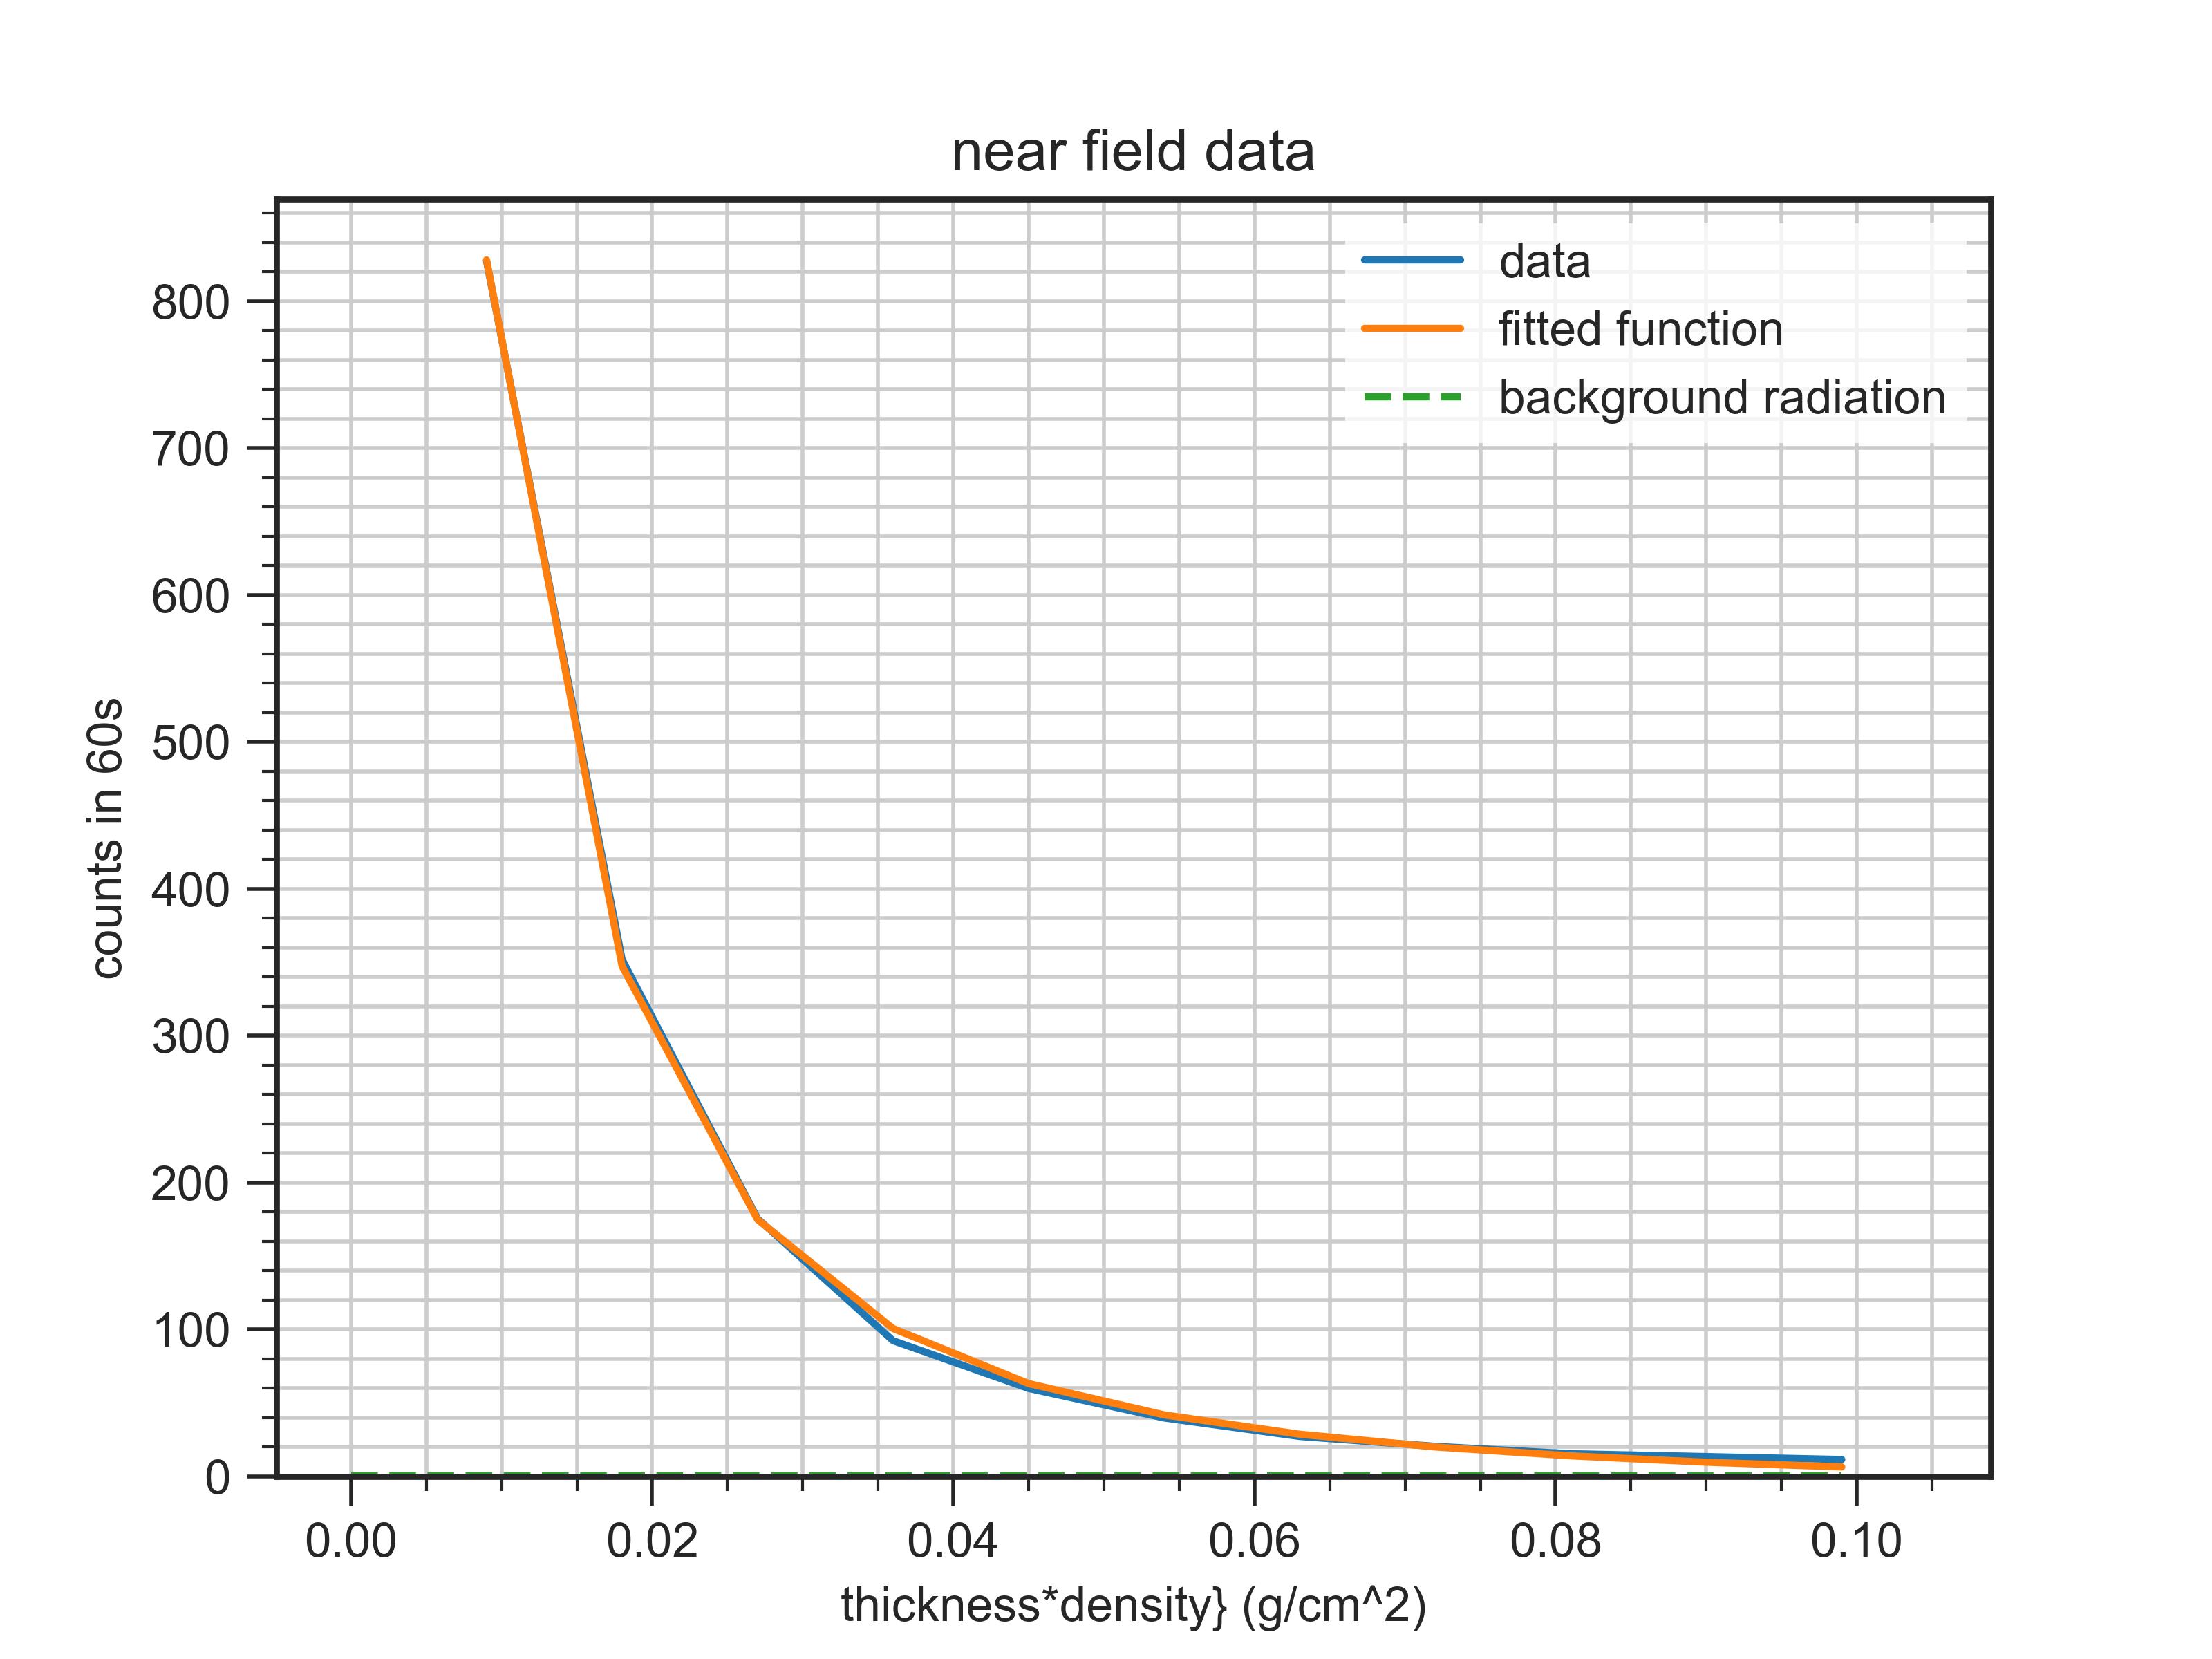 near field data
data
fitted function
background radiation
800
700
600
500
400
300
200
100
0
counts in 60s
0.00 0.02 0.04 0.06 0.08 0.10
thickness*density} (g/cm^2)